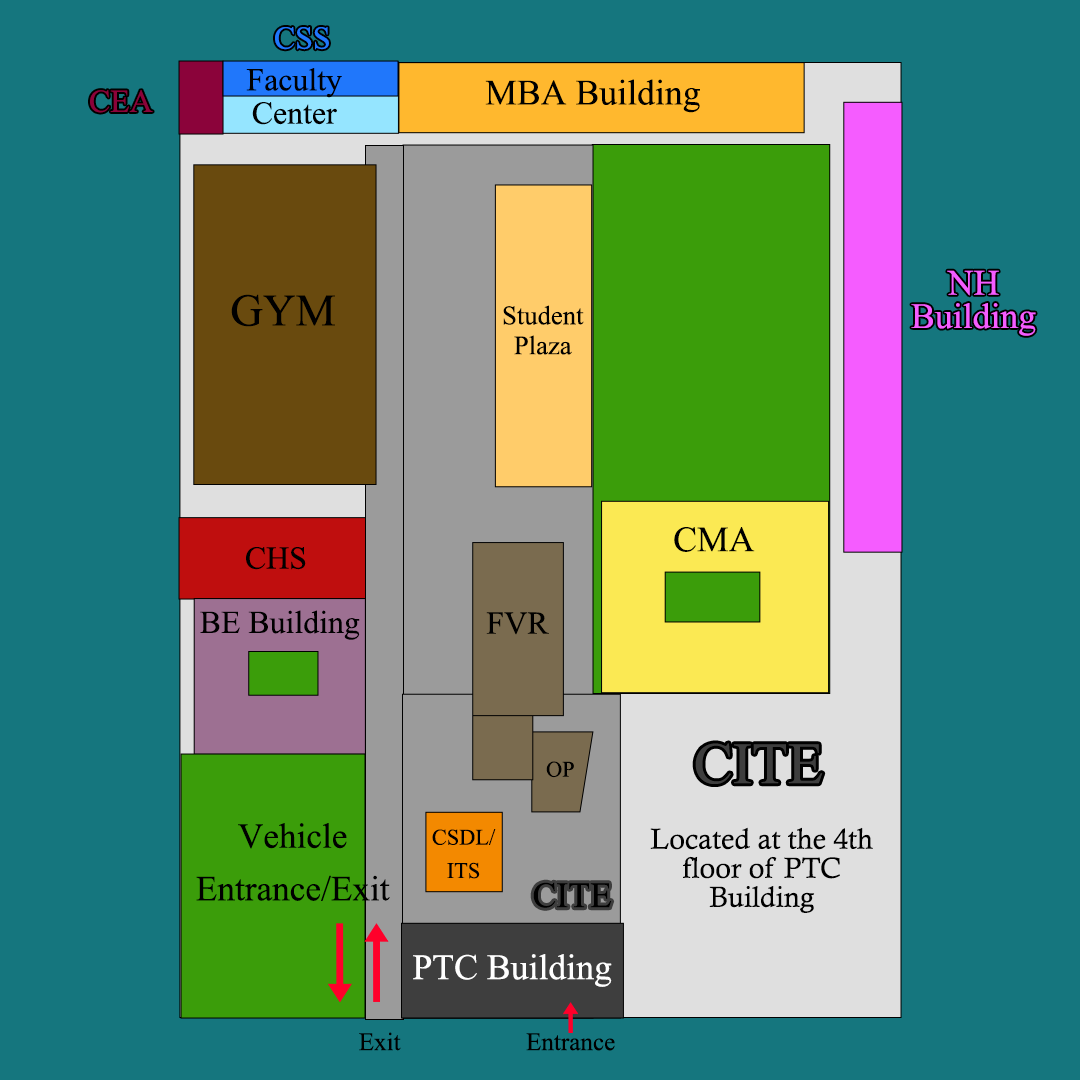 CSS
CEA
Faculty
Center
MBA Building
GYM
Student
Plaza
NH
Building
CHS
CMA
BE Building
FVR
OP
CITE
Vehicle
Entrance/Exit
CSDL/
ITS
CITE
Located at the 4th
floor of PTC
Building
PTC Building
Exit
Entrance